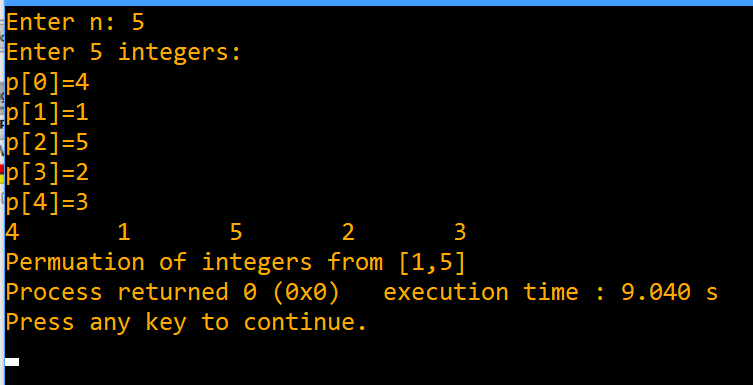 Enter n: 5
Enter 5 integers:
p[0]=4
p[1]=1
p[2]=5
p[3]=2
p[4]=3
4 1 5 2 3
Permuation of integers from [1,5]
Process returned 0 (0x0) execution time : 9.040 s
Press any key to continue.